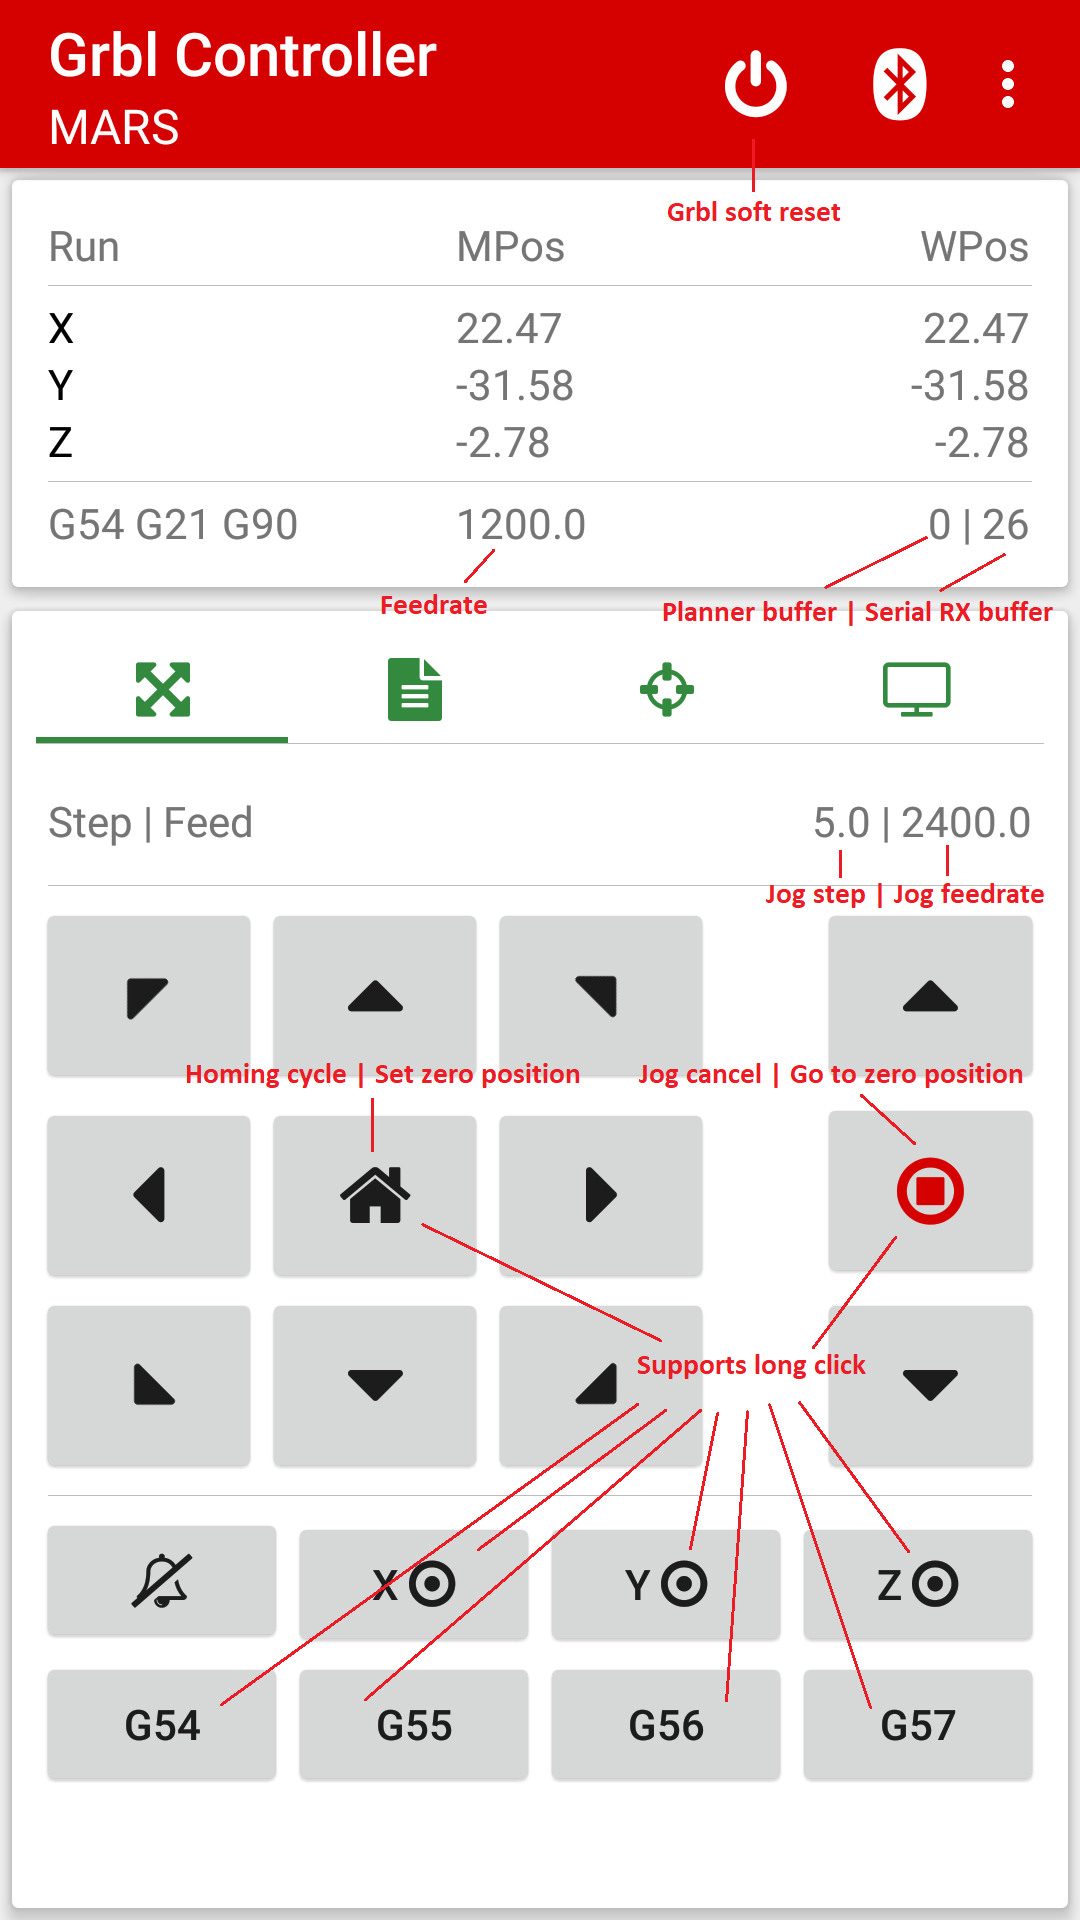 Grbl Controller
MARS
Grbl soft reset
Run MPos WPos
X 22.47 22.47
Y -31.58 -31.58
Z -2.78 -2.78
G54 G21 G90 1200.0 0 | 26
Feedrate
Planner buffer | Serial RX buffer
Step | Feed 5.0 | 2400.0
Jog step | Jog feedrate
Homing cycle | Set zero position
Jog cancel | Go to zero position
Supports long click
X Y Z
G54 G55 G56 G57